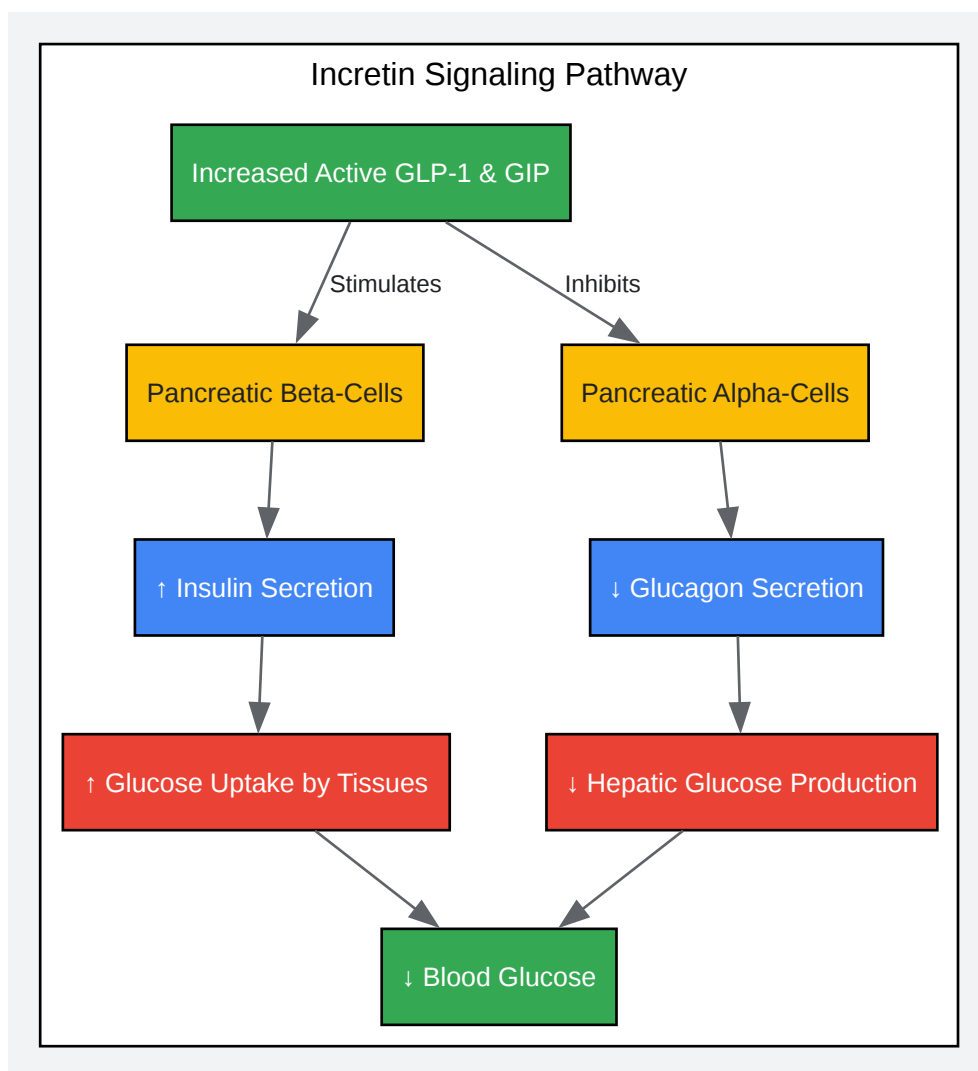 Incretin Signaling Pathway
Increased Active GLP-1 & GIP
Stimulates
Inhibits
Pancreatic Beta-Cells
Pancreatic Alpha-Cells
↑ Insulin Secretion
↓ Glucagon Secretion
↑ Glucose Uptake by Tissues
↓ Hepatic Glucose Production
↓ Blood Glucose